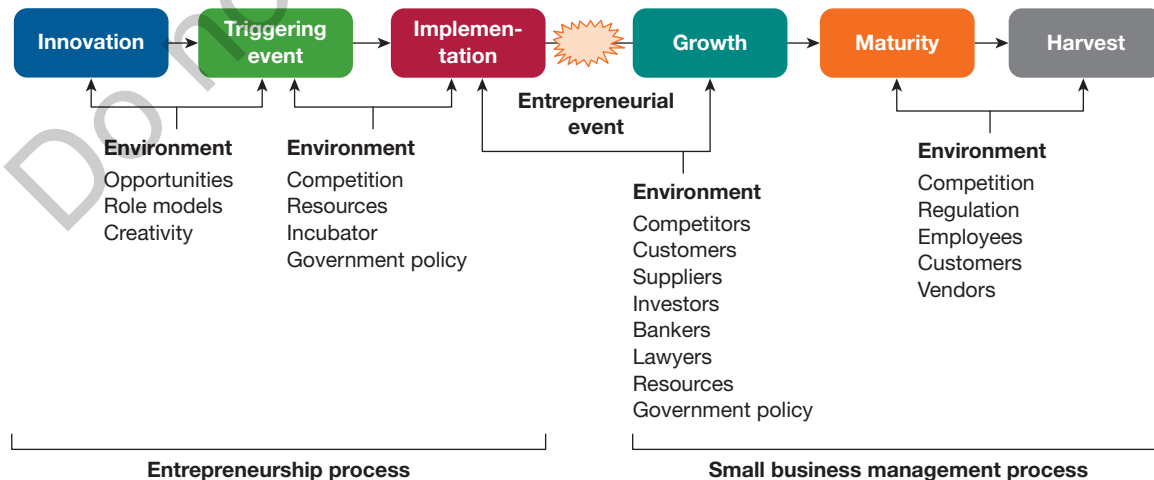 Innovation
Triggering
event
Implemen-
tation
Growth
Maturity
Harvest
Entrepreneurial
event
Environment
Opportunities
Role models
Creativity
Environment
Competition
Resources
Incubator
Government policy
Environment
Competitors
Customers
Suppliers
Investors
Bankers
Lawyers
Resources
Government policy
Environment
Competition
Regulation
Employees
Customers
Vendors
Entrepreneurship process
Small business management process
Do no